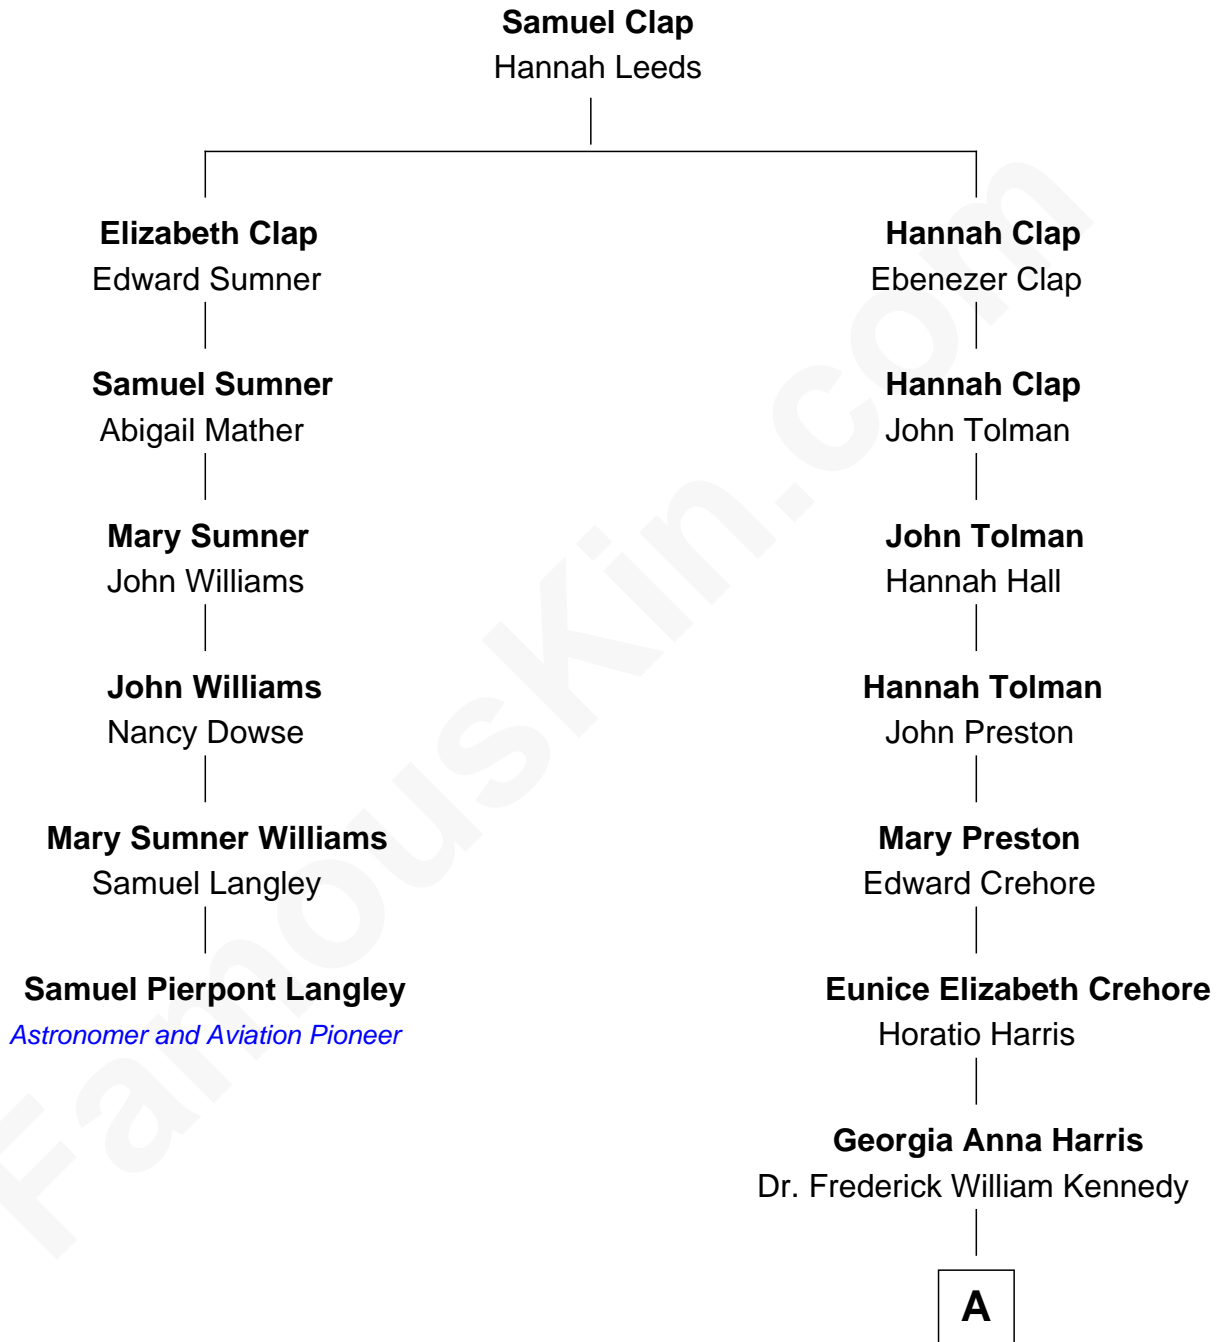 Samuel Clap
Hannah Leeds
Elizabeth Clap
Edward Sumner
Hannah Clap
Ebenezer Clap
Samuel Sumner
Abigail Mather
Hannah Clap
John Tolman
Mary Sumner
John Williams
John Tolman
Hannah Hall
John Williams
Nancy Dowse
Hannah Tolman
John Preston
Mary Sumner Williams
Samuel Langley
Mary Preston
Edward Crehore
Samuel Pierpont Langley
Astronomer and Aviation Pioneer
Eunice Elizabeth Crehore
Horatio Harris
Georgia Anna Harris
Dr. Frederick William Kennedy
A
FamousKin.com